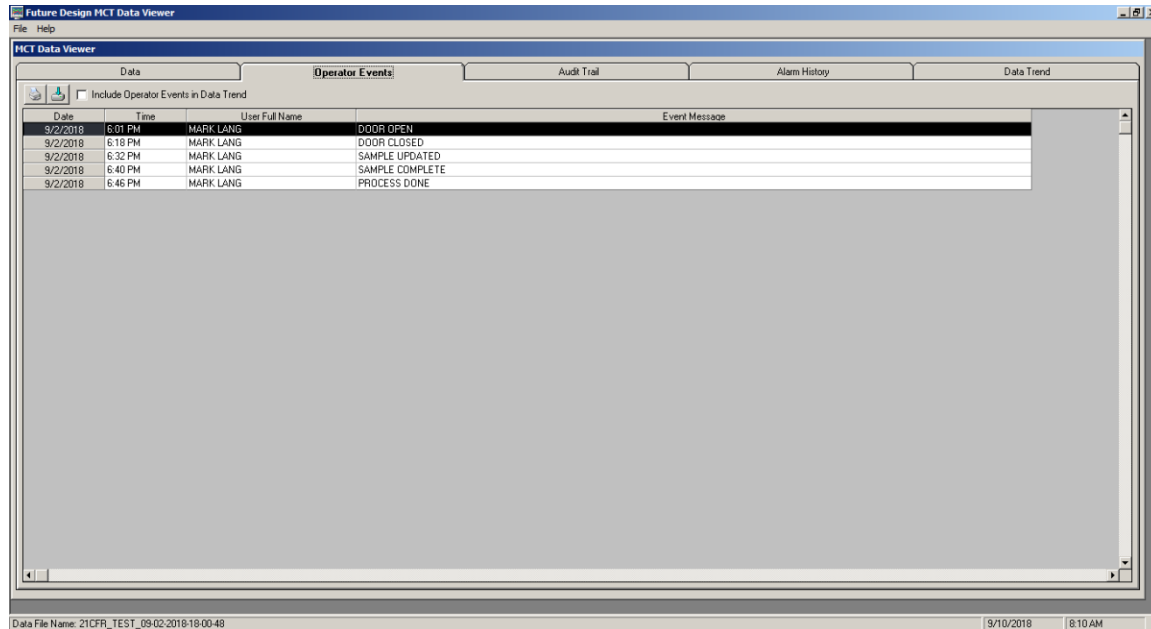 Future Design MCT Data Viewer
File Help
MCT Data Viewer
Data Operator Events Audit Trail Alarm History Data Trend
Include Operator Events in Data Trend
Date Time User Full Name Event Message
9/2/2018 6:01 PM MARK LANG DOOR OPEN
9/2/2018 6:18 PM MARK LANG DOOR CLOSED
9/2/2018 6:32 PM MARK LANG SAMPLE UPDATED
9/2/2018 6:40 PM MARK LANG SAMPLE COMPLETE
9/2/2018 6:46 PM MARK LANG PROCESS DONE
Data File Name: 21CFR_TEST_09-02-2018-18-00-48 9/10/2018 8:10 AM